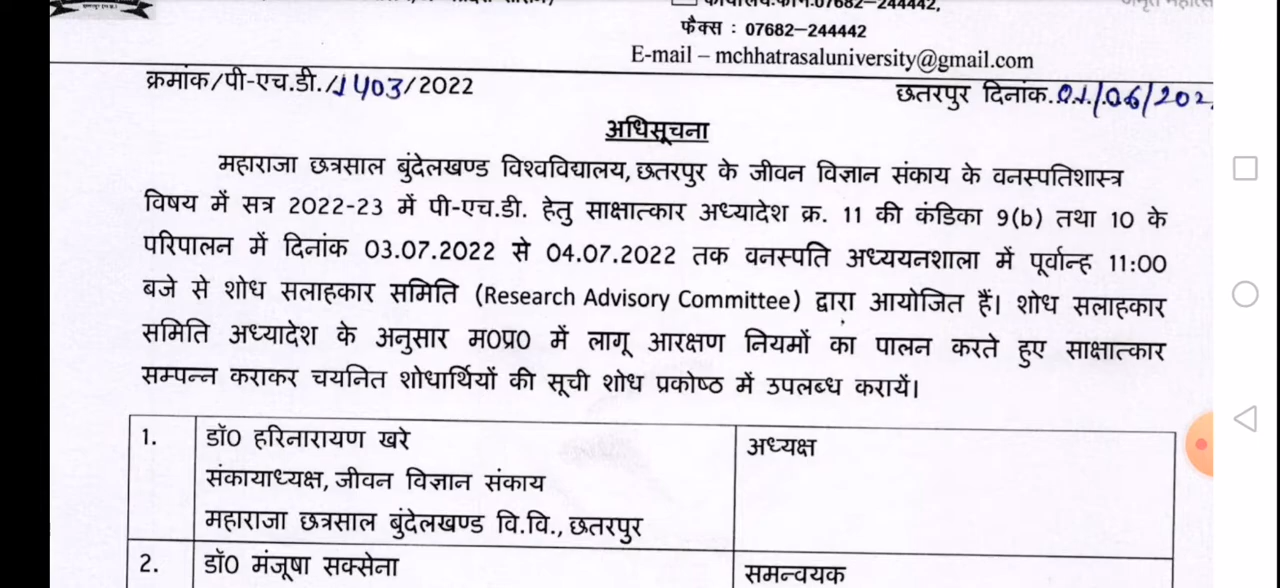 कार्यालय.फोन.07682–244442,
फैक्स : 07682–244442
E-mail – mchhatrasaluniversity@gmail.com
क्रमांक/पी-एच.डी./1403/2022
छतरपुर दिनांक.01/06/202
अधिसूचना
महाराजा छत्रसाल बुंदेलखण्ड विश्वविद्यालय, छतरपुर के जीवन विज्ञान संकाय के वनस्पतिशास्त्र
विषय में सत्र 2022-23 में पी-एच.डी. हेतु साक्षात्कार अध्यादेश क्र. 11 की कंडिका 9(b) तथा 10 के
परिपालन में दिनांक 03.07.2022 से 04.07.2022 तक वनस्पति अध्ययनशाला में पूर्वान्ह 11:00
बजे से शोध सलाहकार समिति (Research Advisory Committee) द्वारा आयोजित हैं। शोध सलाहकार
समिति अध्यादेश के अनुसार म0प्र0 में लागू आरक्षण नियमों का पालन करते हुए साक्षात्कार
सम्पन्न कराकर चयनित शोधार्थियों की सूची शोध प्रकोष्ठ में उपलब्ध करायें।
1. डॉ0 हरिनारायण खरे अध्यक्ष
संकायाध्यक्ष, जीवन विज्ञान संकाय
महाराजा छत्रसाल बुंदेलखण्ड वि.वि., छतरपुर
2. डॉ0 मंजूषा सक्सेना समन्वयक